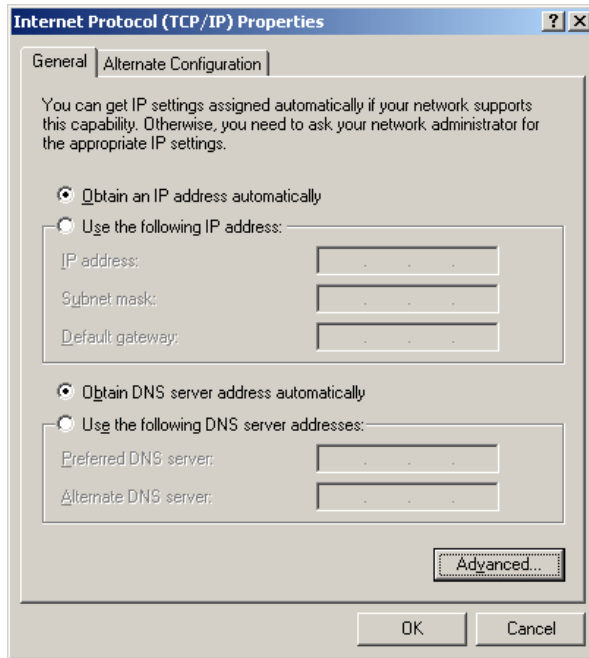 Internet Protocol (TCP/IP) Properties
General
Alternate Configuration
You can get IP settings assigned automatically if your network supports
this capability. Otherwise, you need to ask your network administrator for
the appropriate IP settings.
Obtain an IP address automatically
Use the following IP address:
IP address:
Subnet mask:
Default gateway:
Obtain DNS server address automatically
Use the following DNS server addresses:
Preferred DNS server:
Alternate DNS server:
Advanced...
OK
Cancel